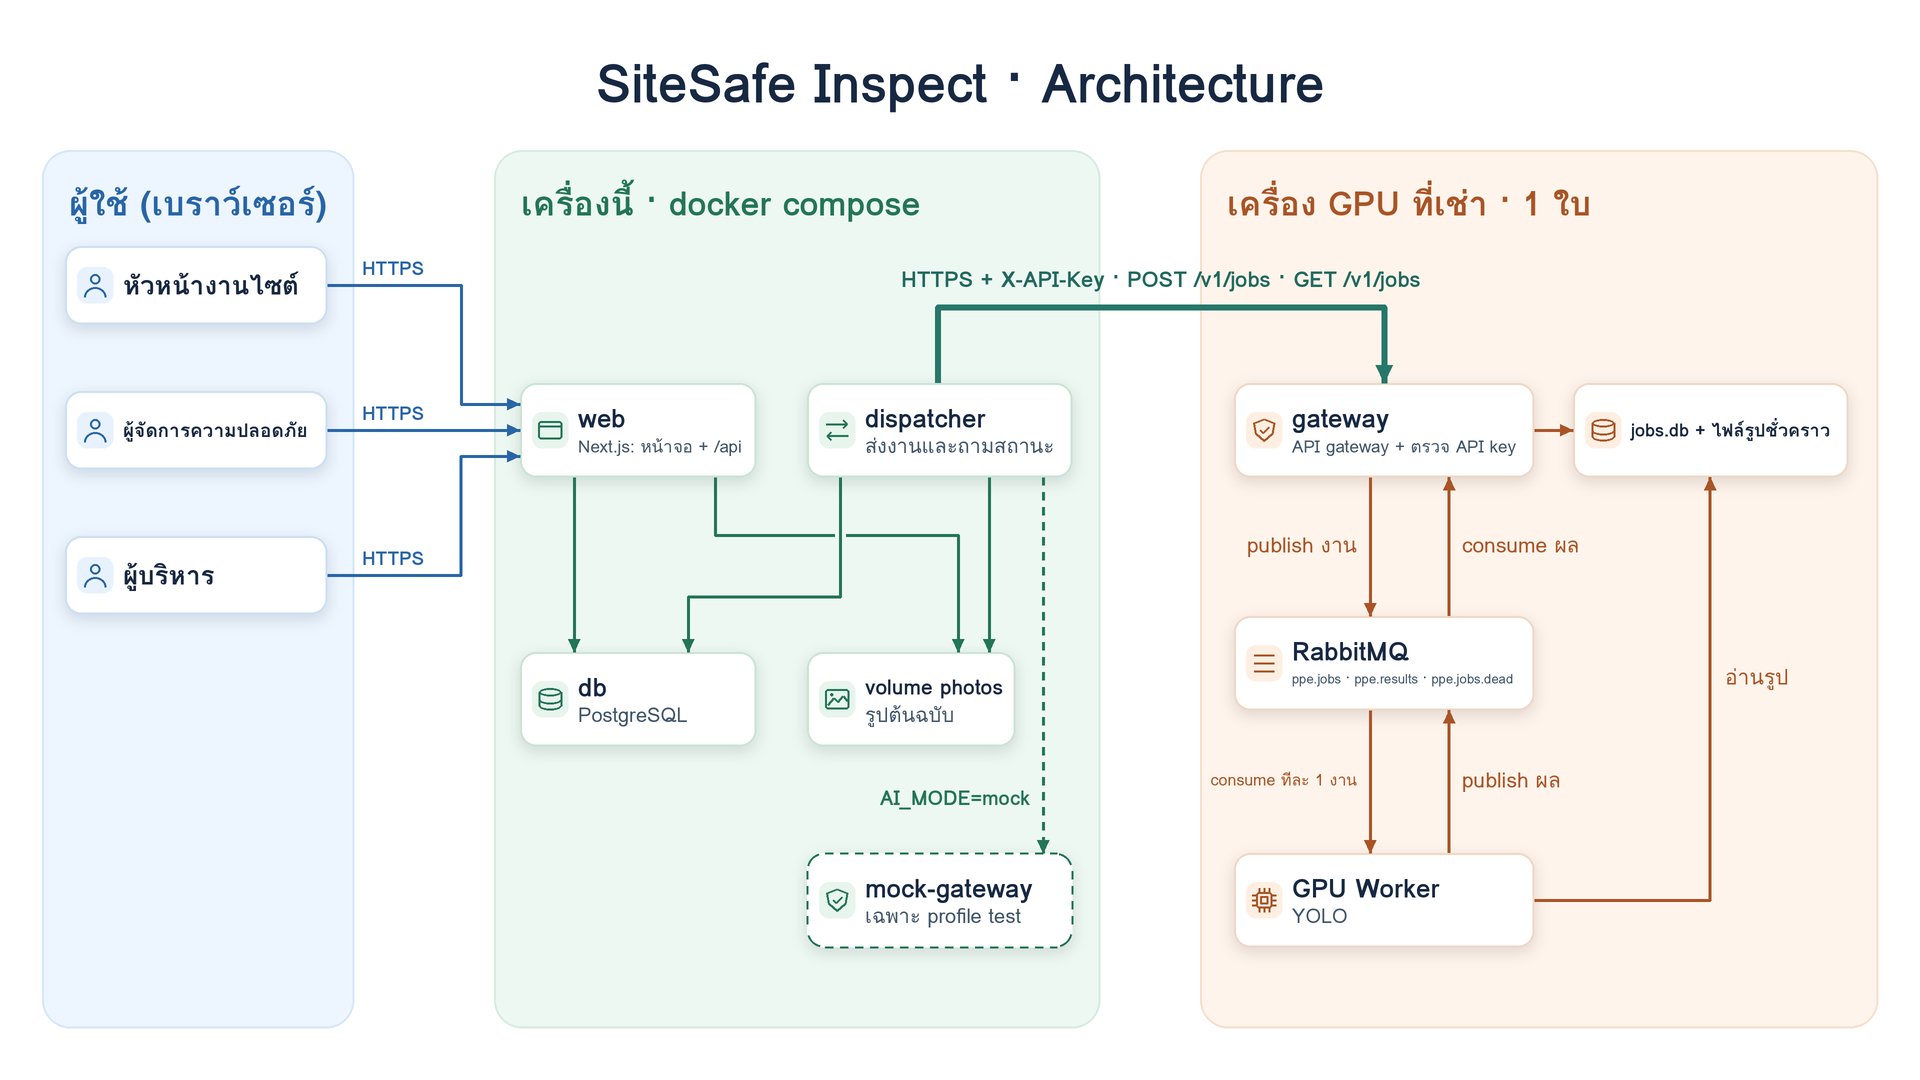 SiteSafe Inspect · Architecture
ผู้ใช้ (เบราว์เซอร์)
หัวหน้างานไซต์
ผู้จัดการความปลอดภัย
ผู้บริหาร
HTTPS
HTTPS
HTTPS
เครื่องนี้ · docker compose
HTTPS + X-API-Key · POST /v1/jobs · GET /v1/jobs
web
Next.js: หน้าจอ + /api
dispatcher
ส่งงานและถามสถานะ
db
PostgreSQL
volume photos
รูปต้นฉบับ
AI_MODE=mock
mock-gateway
เฉพาะ profile test
เครื่อง GPU ที่เช่า · 1 ใบ
gateway
API gateway + ตรวจ API key
jobs.db + ไฟล์รูปชั่วคราว
publish งาน
consume ผล
RabbitMQ
ppe.jobs · ppe.results · ppe.jobs.dead
อ่านรูป
consume ทีละ 1 งาน
publish ผล
GPU Worker
YOLO